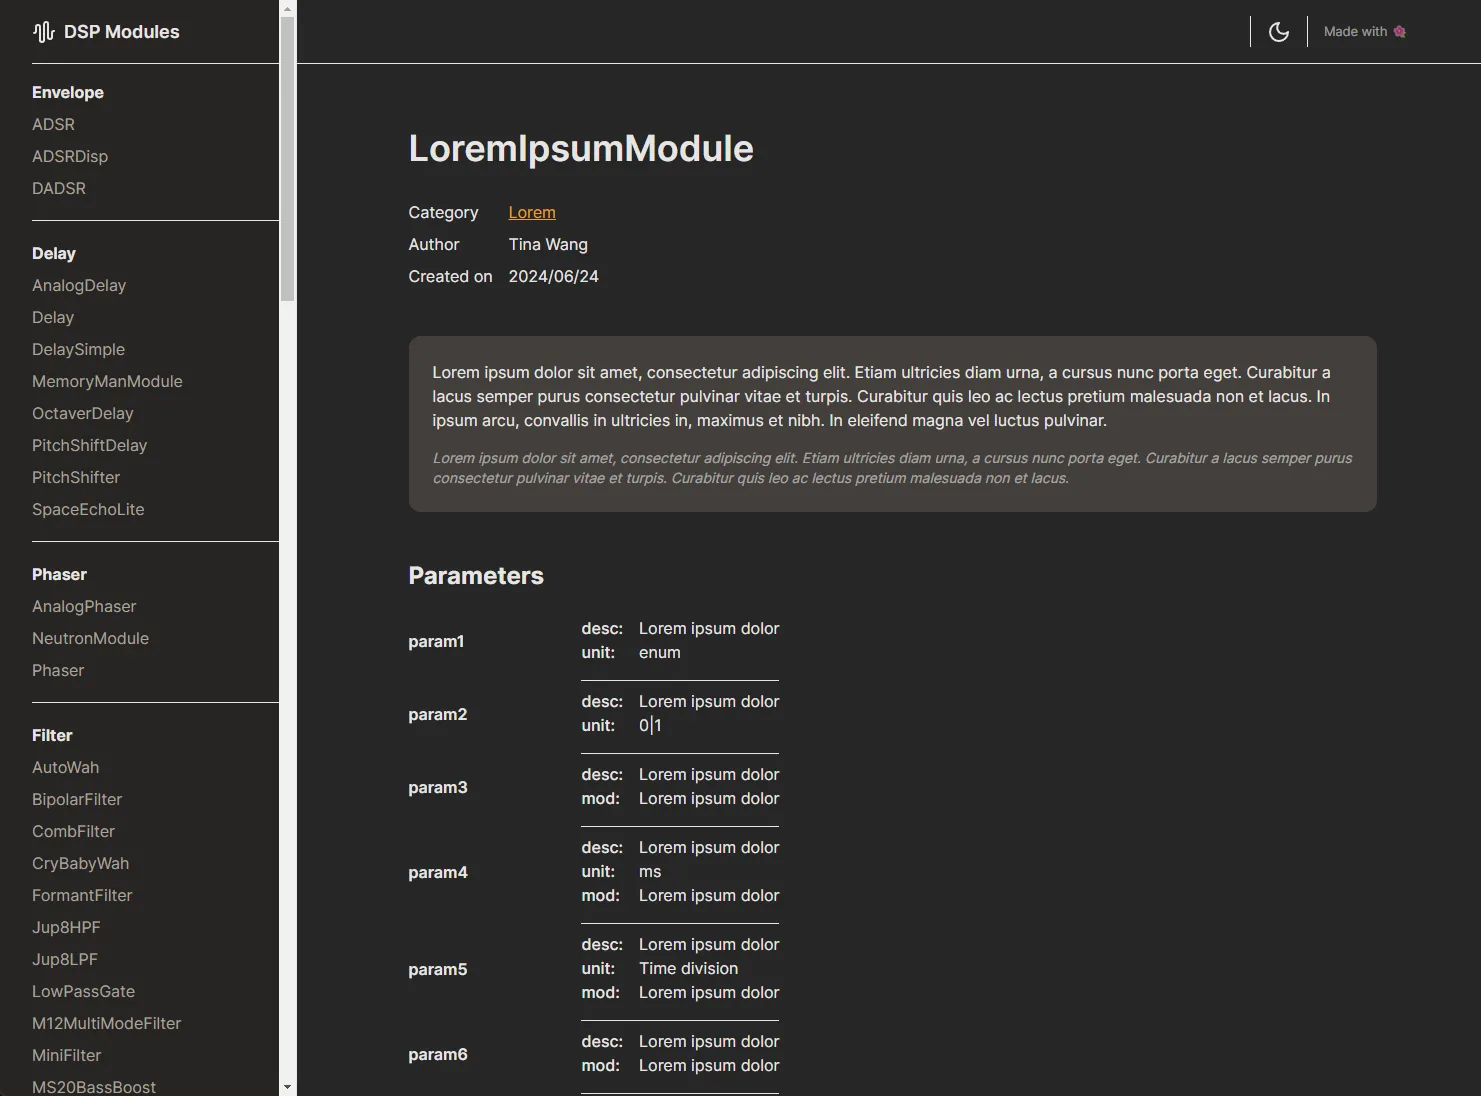 DSP Modules
Made with
Envelope
ADSR
ADSRDisp
DADSR
Delay
AnalogDelay
Delay
DelaySimple
MemoryManModule
OctaverDelay
PitchShiftDelay
PitchShifter
SpaceEchoLite
Phaser
AnalogPhaser
NeutronModule
Phaser
Filter
AutoWah
BipolarFilter
CombFilter
CryBabyWah
FormantFilter
Jup8HPF
Jup8LPF
LowPassGate
M12MultiModeFilter
MiniFilter
MS20BassBoost
LoremIpsumModule
Category Lorem
Author Tina Wang
Created on 2024/06/24
Lorem ipsum dolor sit amet, consectetur adipiscing elit. Etiam ultricies diam urna, a cursus nunc porta eget. Curabitur a
lacus semper purus consectetur pulvinar vitae et turpis. Curabitur quis leo ac lectus pretium malesuada non et lacus. In
ipsum arcu, convallis in ultricies in, maximus et nibh. In eleifend magna vel luctus pulvinar.
Lorem ipsum dolor sit amet, consectetur adipiscing elit. Etiam ultricies diam urna, a cursus nunc porta eget. Curabitur a lacus semper purus
consectetur pulvinar vitae et turpis. Curabitur quis leo ac lectus pretium malesuada non et lacus.
Parameters
param1
desc: Lorem ipsum dolor
unit: enum
param2
desc: Lorem ipsum dolor
unit: 0|1
param3
desc: Lorem ipsum dolor
mod: Lorem ipsum dolor
param4
desc: Lorem ipsum dolor
unit: ms
mod: Lorem ipsum dolor
param5
desc: Lorem ipsum dolor
unit: Time division
mod: Lorem ipsum dolor
param6
desc: Lorem ipsum dolor
mod: Lorem ipsum dolor